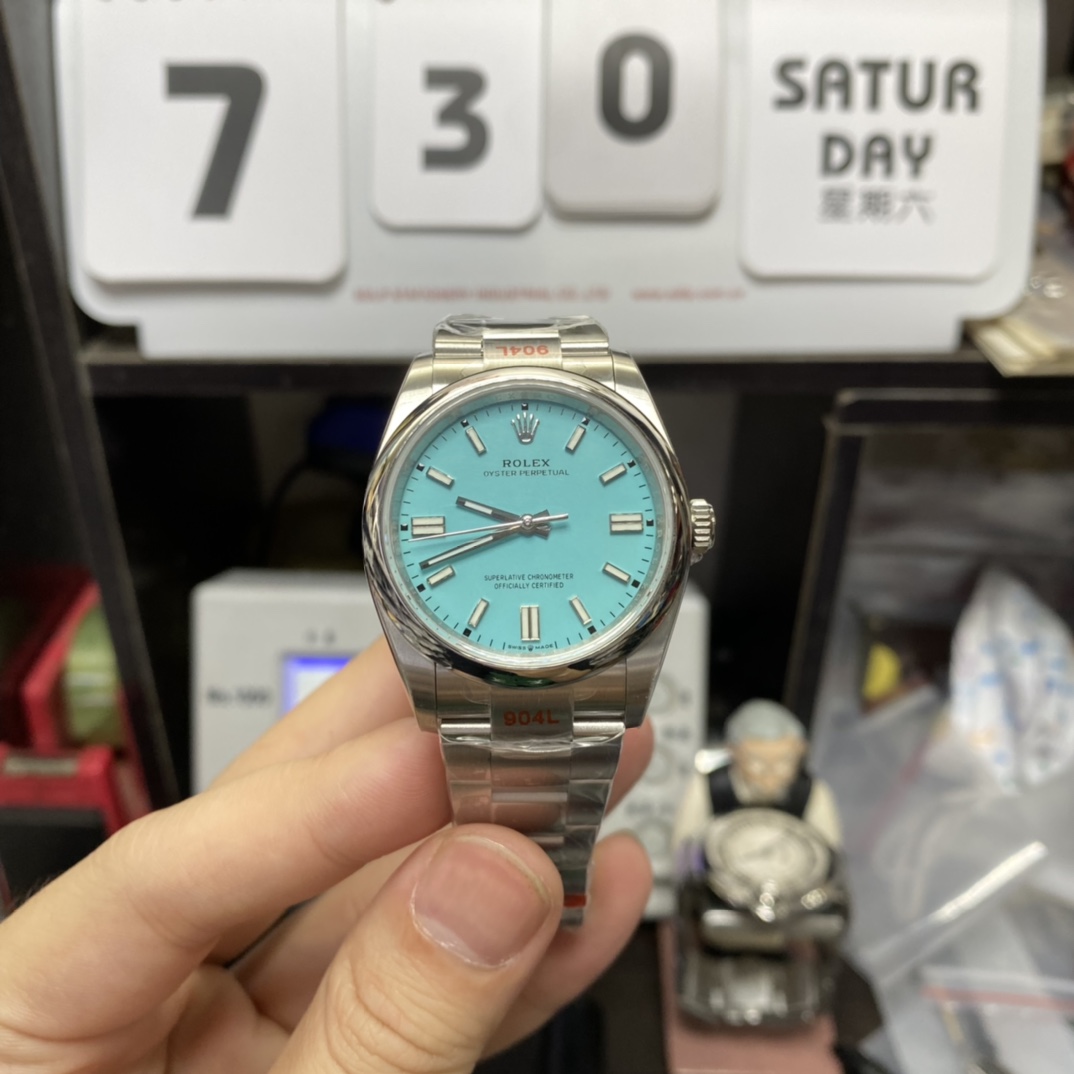 7 3 0 SATUR
DAY
星期六
904L
ROLEX
OYSTER PERPETUAL
SUPERLATIVE CHRONOMETER
OFFICIALLY CERTIFIED
SWISS MADE
904L